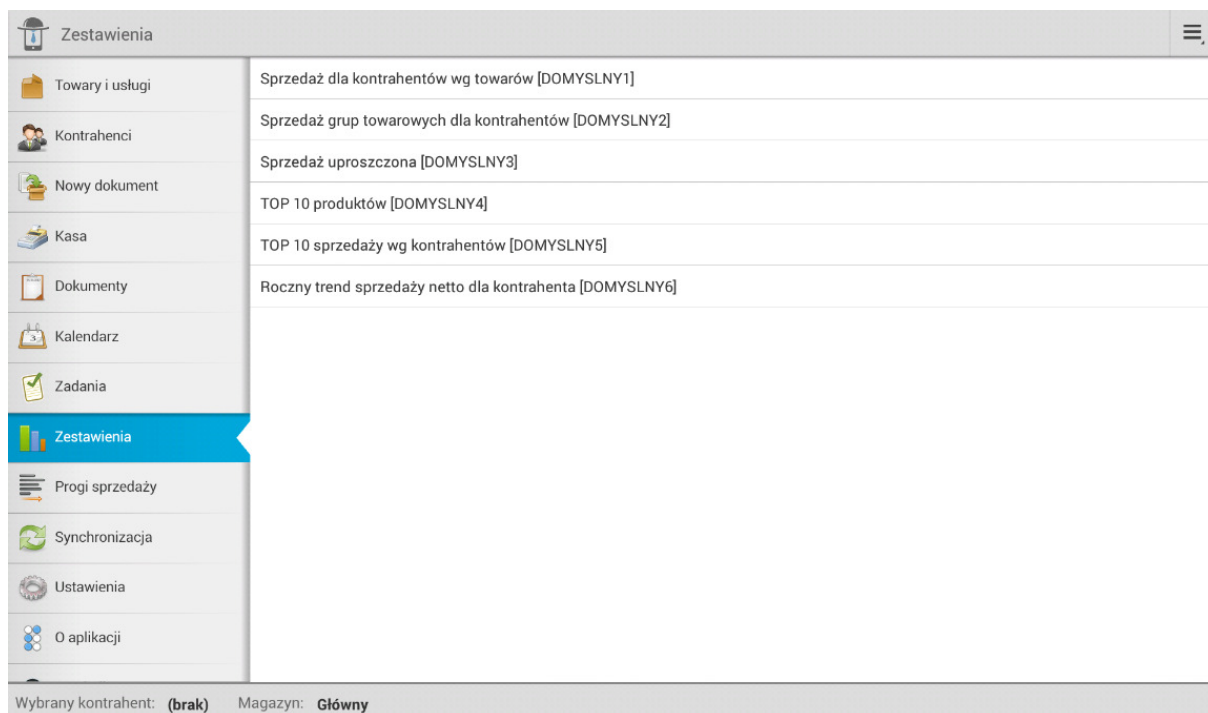 Zestawienia
Towary i usługi
Kontrahenci
Nowy dokument
Kasa
Dokumenty
Kalendarz
Zadania
Zestawienia
Progi sprzedaży
Synchronizacja
Ustawienia
O aplikacji
Sprzedaż dla kontrahentów wg towarów [DOMYSLNY1]
Sprzedaż grup towarowych dla kontrahentów [DOMYSLNY2]
Sprzedaż uproszczona [DOMYSLNY3]
TOP 10 produktów [DOMYSLNY4]
TOP 10 sprzedaży wg kontrahentów [DOMYSLNY5]
Roczny trend sprzedaży netto dla kontrahenta [DOMYSLNY6]
Wybrany kontrahent: (brak) Magazyn: Główny